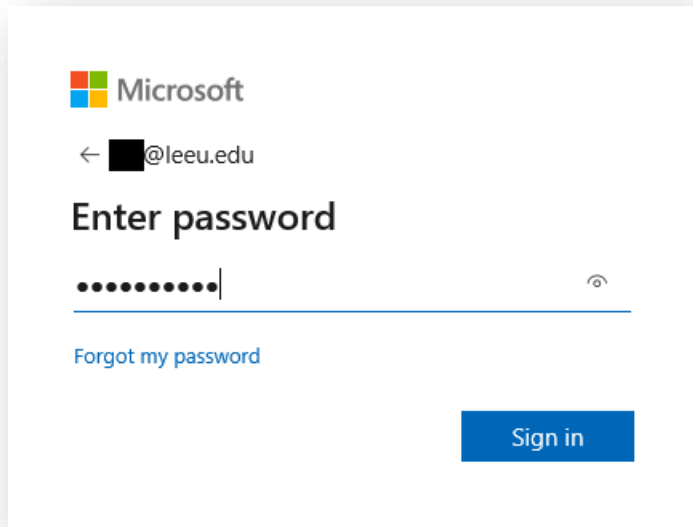 Microsoft
← @leeu.edu
Enter password
••••••••••
Forgot my password
Sign in